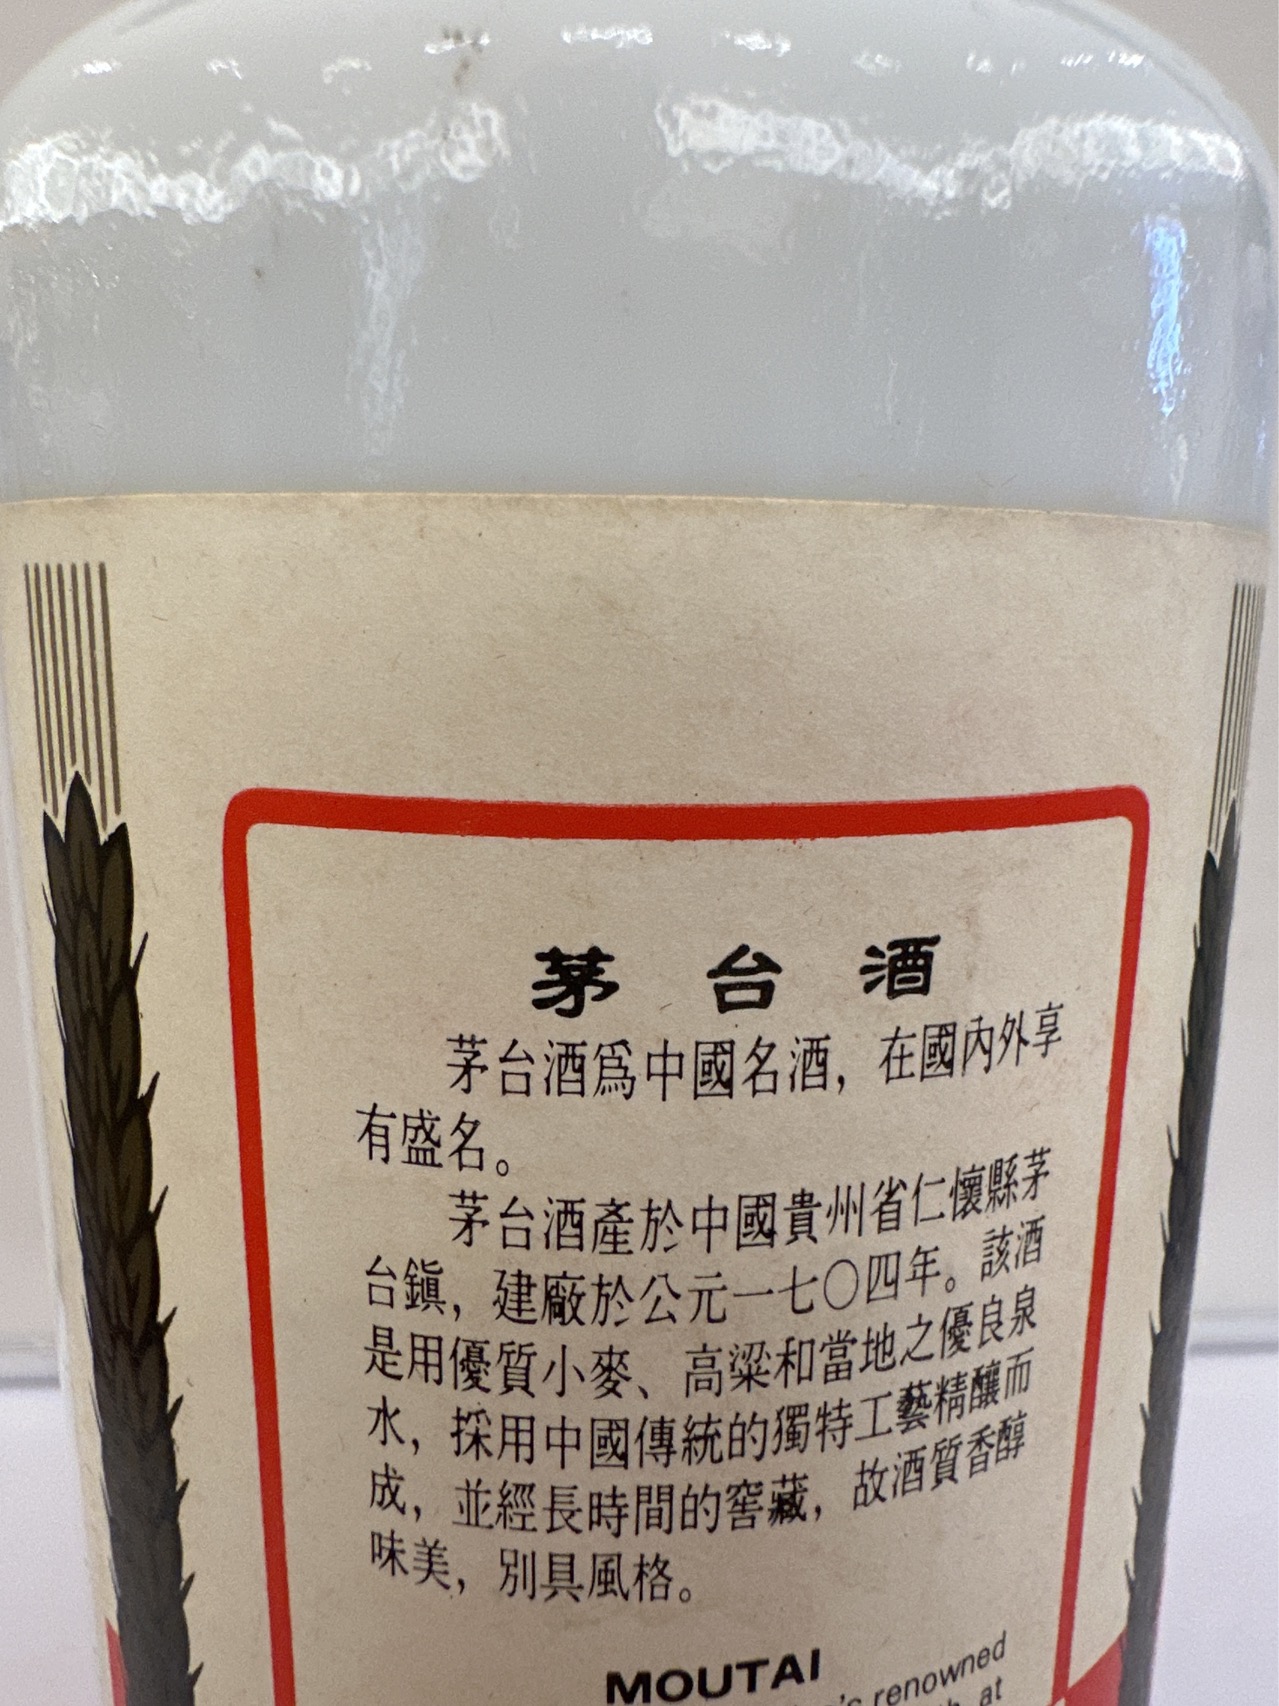 茅台酒
茅台酒爲中國名酒，在國內外享
有盛名。
茅台酒產於中國貴州省仁懷縣茅
台鎭，建廠於公元一七〇四年。該酒
是用優質小麥、高粱和當地之優良泉
水，採用中國傳統的獨特工藝精釀而
成，並經長時間的窖藏，故酒質香醇
味美，別具風格。
MOUTAI
renowned
at